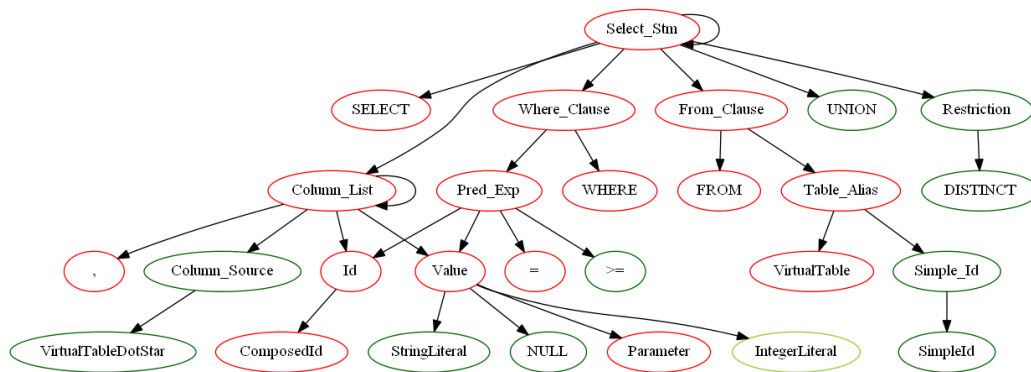 Select_Stm
SELECT
Where_Clause
From_Clause
UNION
Restriction
Column_List
Pred_Exp
WHERE
FROM
Table_Alias
DISTINCT
,
Column_Source
Id
Value
=
>=
VirtualTable
Simple_Id
VirtualTableDotStar
ComposedId
StringLiteral
NULL
Parameter
IntegerLiteral
SimpleId